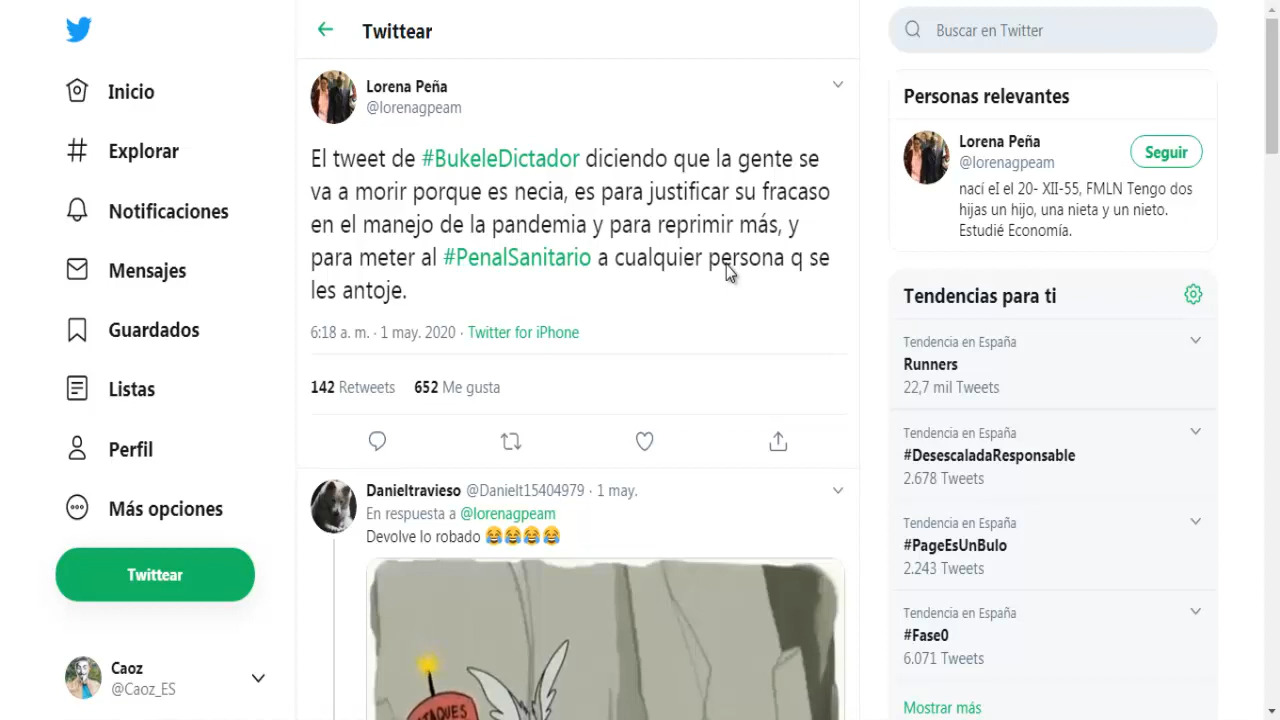 Inicio
Explorar
Notificaciones
Mensajes
Guardados
Listas
Perfil
Más opciones
Twittear
Caoz
@Caoz_ES
Twittear
Lorena Peña
@lorenagpeam
El tweet de #BukeleDictador diciendo que la gente se
va a morir porque es necia, es para justificar su fracaso
en el manejo de la pandemia y para reprimir más, y
para meter al #PenalSanitario a cualquier persona q se
les antoje.
6:18 a. m. · 1 may. 2020 · Twitter for iPhone
142 Retweets 652 Me gusta
Danieltravieso @Danielt15404979 · 1 may.
En respuesta a @lorenagpeam
Devolve lo robado 😂😂😂😂
ATAQUES
Buscar en Twitter
Personas relevantes
Lorena Peña
@lorenagpeam
Seguir
nací eI el 20- XII-55, FMLN Tengo dos
hijas un hijo, una nieta y un nieto.
Estudié Economía.
Tendencias para ti
Tendencia en España
Runners
22,7 mil Tweets
Tendencia en España
#DesescaladaResponsable
2.678 Tweets
Tendencia en España
#PageEsUnBulo
2.243 Tweets
Tendencia en España
#Fase0
6.071 Tweets
Mostrar más